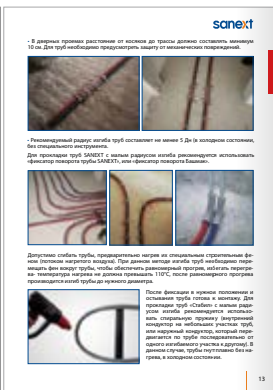 sanext
• В дверных проемах расстояние от косяков до трассы должно составлять минимум
10 см. Для труб необходимо предусмотреть защиту от механических повреждений.
• Рекомендуемый радиус изгиба труб составляет не менее 5 Дн (в холодном состоянии,
без специального инструмента.
Для прокладки труб SANEXT с малым радиусом изгиба рекомендуется использовать
«фиксатор поворота трубы SANEXT», или «фиксатор поворота Башмак».
Допустимо сгибать трубы, предварительно нагрев их специальным строительным фе-
ном (потоком нагретого воздуха). При данном методе изгиба труб необходимо пере-
мещать фен вокруг трубы, чтобы обеспечить равномерный прогрев, избегать перегре-
ва- температура нагрева не должна превышать 110°С, после равномерного прогрева
производится изгиб трубы до нужного диаметра.
После фиксации в нужном положении и
остывания труба готова к монтажу. Для
прокладки труб «Стабил» с малым ради-
усом изгиба рекомендуется использо-
вать спиральную пружину (внутренний
кондуктор на небольших участках труб,
или наружный кондуктор, который пере-
двигается по трубе последовательно от
одного изгибаемого участка к другому). В
данном случае, трубы гнут плавно без на-
грева, в холодном состоянии.
13